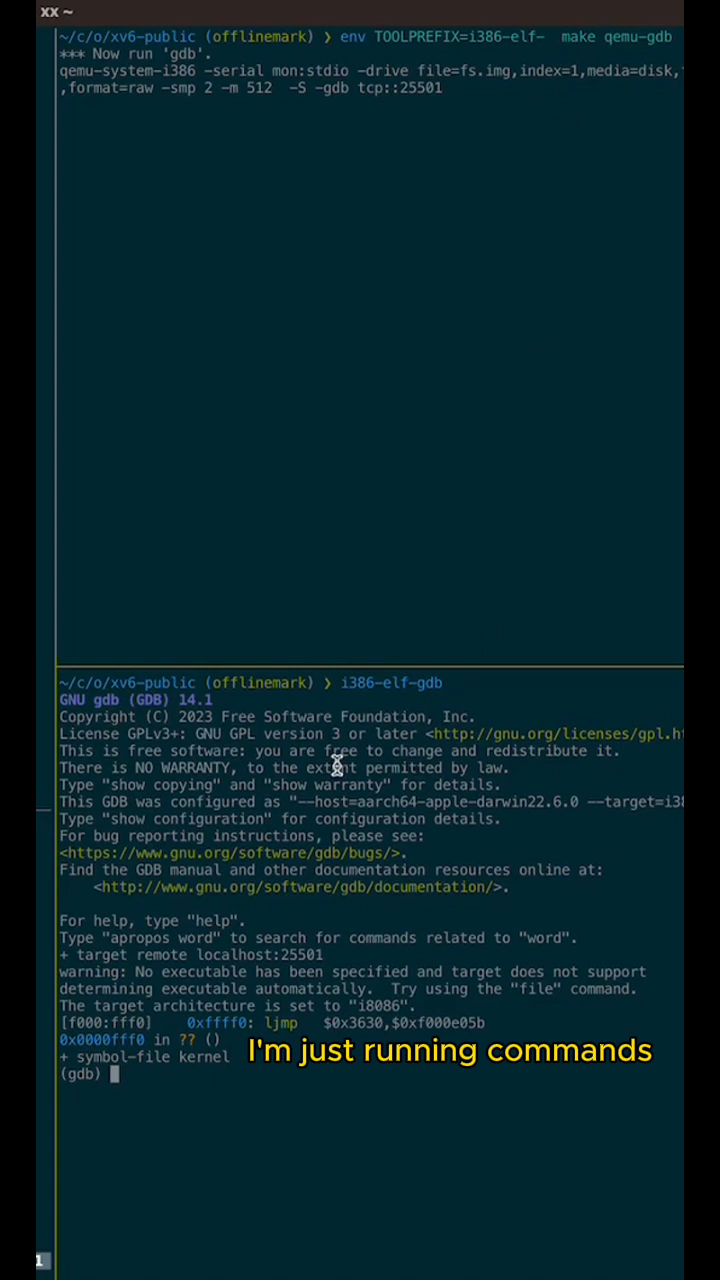 xx ~
~/c/o/xv6-public (offlinemark) ❯ env TOOLPREFIX=i386-elf-  make qemu-gdb
*** Now run 'gdb'.
qemu-system-i386 -serial mon:stdio -drive file=fs.img,index=1,media=disk,
,format=raw -smp 2 -m 512  -S -gdb tcp::25501
~/c/o/xv6-public (offlinemark) ❯ i386-elf-gdb
GNU gdb (GDB) 14.1
Copyright (C) 2023 Free Software Foundation, Inc.
License GPLv3+: GNU GPL version 3 or later <http://gnu.org/licenses/gpl.ht
This is free software: you are free to change and redistribute it.
There is NO WARRANTY, to the extent permitted by law.
Type "show copying" and "show warranty" for details.
This GDB was configured as "--host=aarch64-apple-darwin22.6.0 --target=i38
Type "show configuration" for configuration details.
For bug reporting instructions, please see:
<https://www.gnu.org/software/gdb/bugs/>.
Find the GDB manual and other documentation resources online at:
    <http://www.gnu.org/software/gdb/documentation/>.
For help, type "help".
Type "apropos word" to search for commands related to "word".
+ target remote localhost:25501
warning: No executable has been specified and target does not support
determining executable automatically.  Try using the "file" command.
The target architecture is set to "i8086".
[f000:fff0]    0xffff0: ljmp   $0x3630,$0xf000e05b
0x0000fff0 in ?? ()
+ symbol-file kernel
I'm just running commands
(gdb)
1